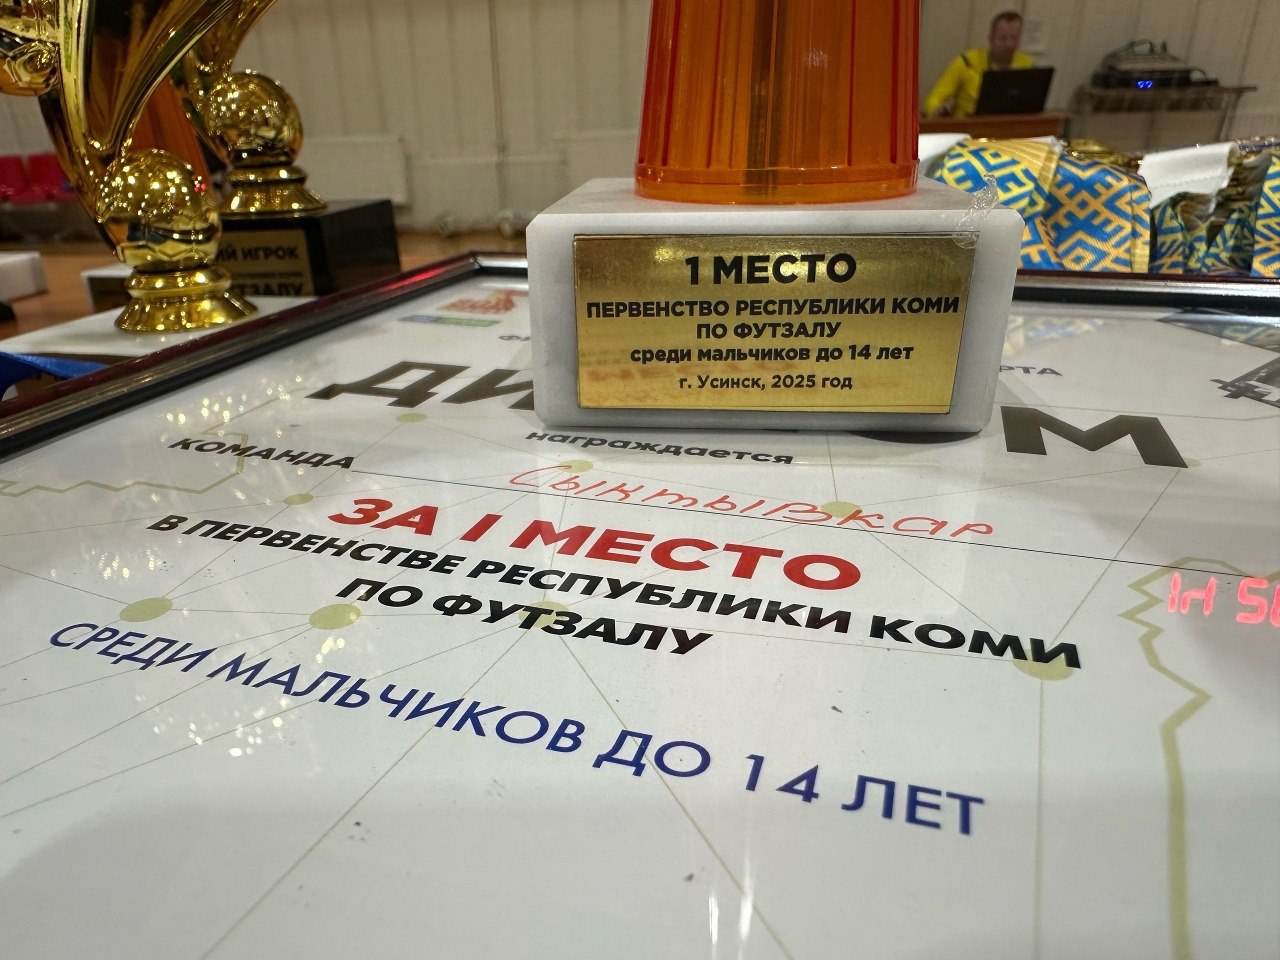 1 МЕСТО
ПЕРВЕНСТВО РЕСПУБЛИКИ КОМИ
ПО ФУТЗАЛУ
среди мальчиков до 14 лет
г. Усинск, 2025 год
ИГРОК
награждается
КОМАНДА Сыктывкар
ЗА I МЕСТО
В ПЕРВЕНСТВЕ РЕСПУБЛИКИ КОМИ
ПО ФУТЗАЛУ
СРЕДИ МАЛЬЧИКОВ ДО 14 ЛЕТ